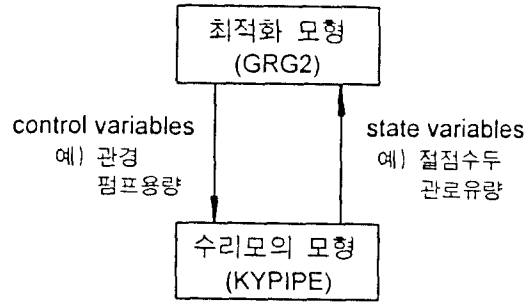 최적화 모형
(GRG2)
control variables
예) 관경
펌프용량
state variables
예) 절점수두
관로유량
수리모의 모형
(KYPIPE)